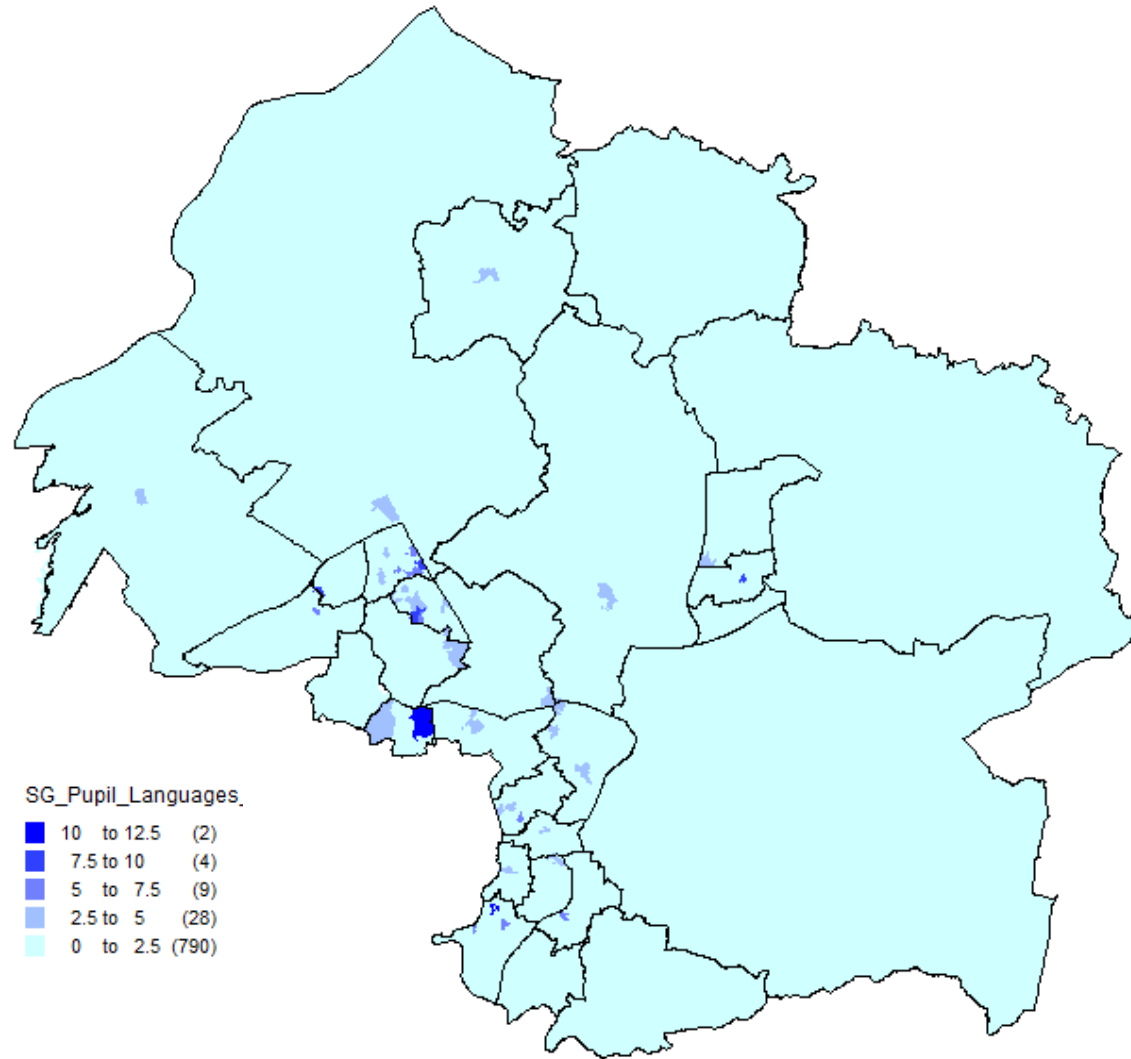 SG_Pupil_Languages_
10 to 12.5 (2)
7.5 to 10 (4)
5 to 7.5 (9)
2.5 to 5 (28)
0 to 2.5 (790)